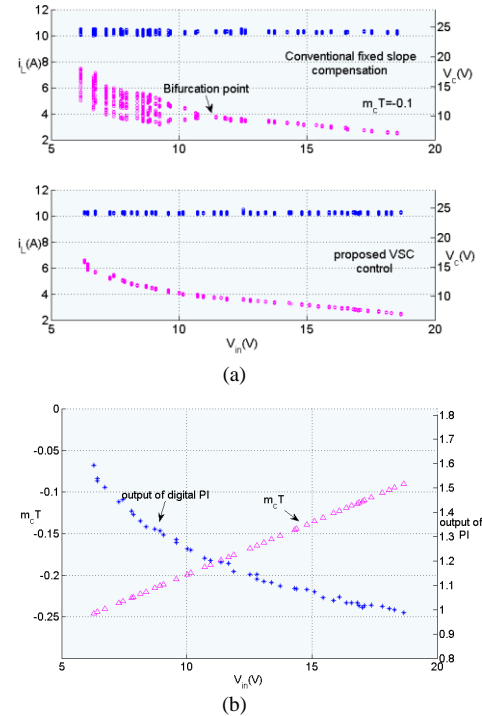 12
10
i_L(A)8
6
4
2
25
20
V_C(V)
15
10
Conventional fixed slope
compensation
Bifurcation point
m_cT=-0.1
5
10
15
20
12
10
i_L(A)8
6
4
2
25
20
V_C(V)
15
10
proposed VSC
control
5
10
15
20
V_in(V)
(a)
0
-0.05
-0.1
m_cT
-0.15
-0.2
-0.25
1.8
1.7
1.6
1.5
1.4
1.3
output of
PI
1.2
1.1
1
0.9
0.8
output of digital PI
m_cT
5
10
15
20
V_in(V)
(b)